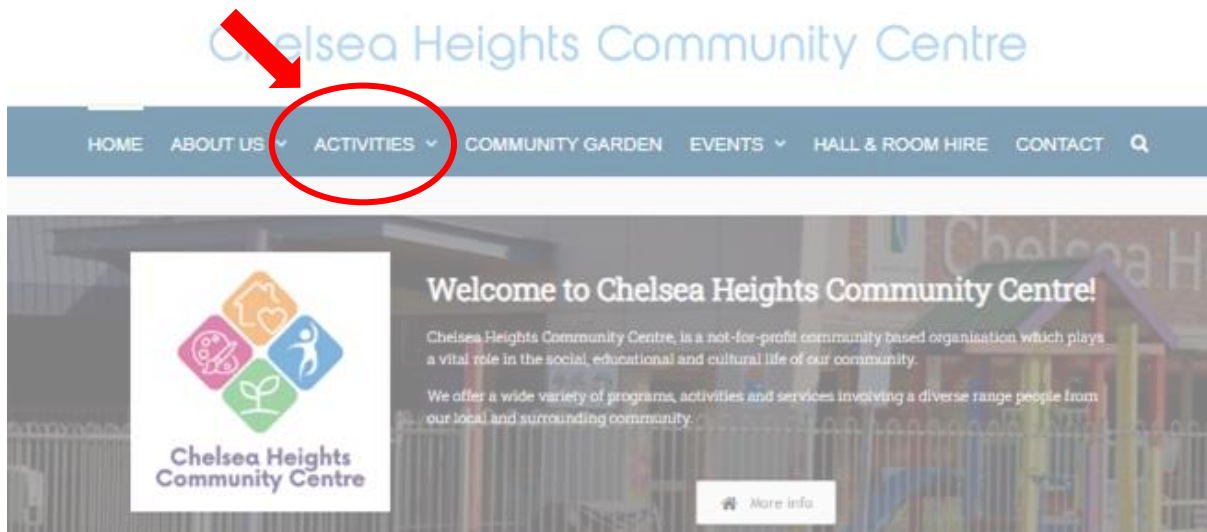 Chelsea Heights Community Centre
HOME ABOUT US ACTIVITIES COMMUNITY GARDEN EVENTS HALL & ROOM HIRE CONTACT
Chelsea H
Welcome to Chelsea Heights Community Centre!
Chelsea Heights Community Centre, is a not-for-profit community based organisation which plays
a vital role in the social, educational and cultural life of our community.
We offer a wide variety of programs, activities and services involving a diverse range people from
our local and surrounding community.
Chelsea Heights
Community Centre
More info